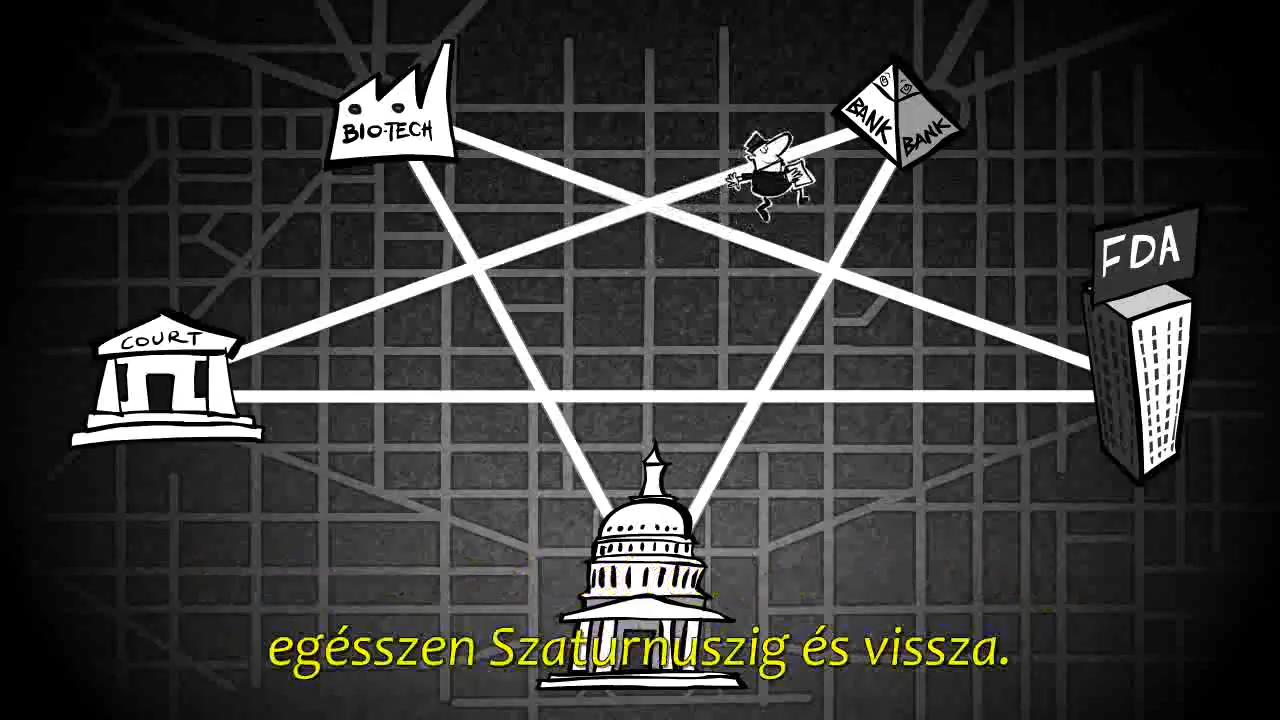 BIO-TECH
BANK
BANK
FDA
COURT
egésszen Szaturnuszig és vissza.